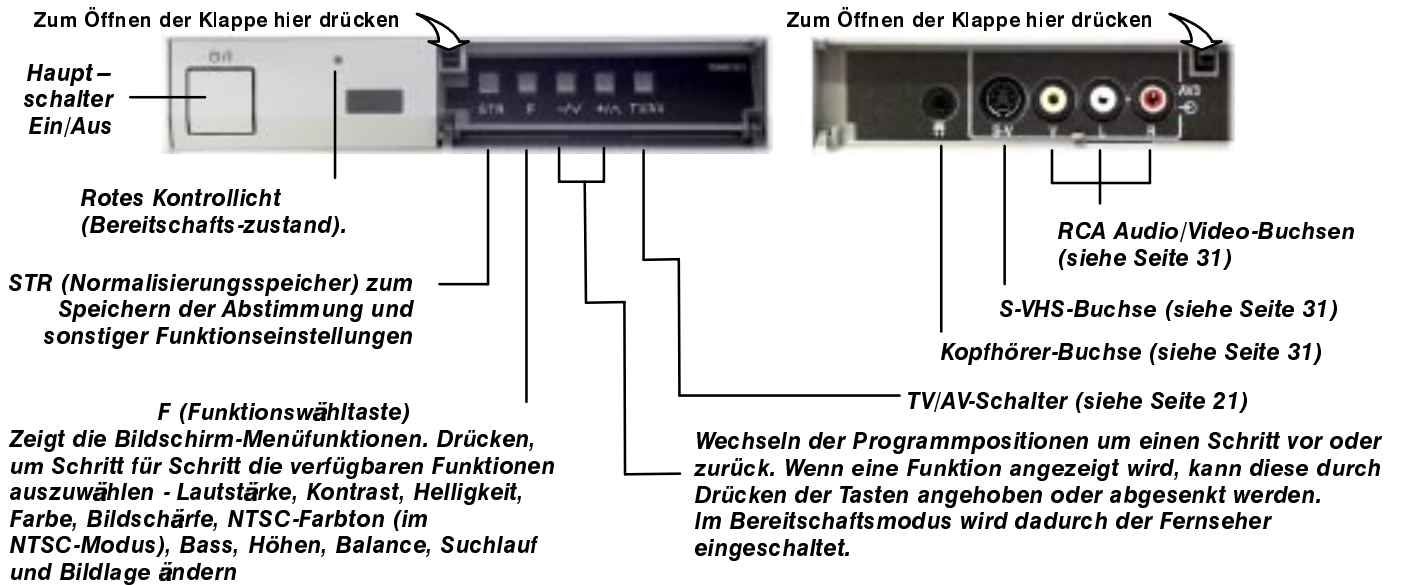 Zum Öffnen der Klappe hier drücken
Zum Öffnen der Klappe hier drücken
Haupt–
schalter
Ein/Aus
STR F –/∨ +/∧ TV/AV
S-V V L R
AV3
Rotes Kontrollicht
(Bereitschafts-zustand).
RCA Audio/Video-Buchsen
(siehe Seite 31)
STR (Normalisierungsspeicher) zum
Speichern der Abstimmung und
sonstiger Funktionseinstellungen
S-VHS-Buchse (siehe Seite 31)
Kopfhörer-Buchse (siehe Seite 31)
TV/AV-Schalter (siehe Seite 21)
F (Funktionswähltaste)
Zeigt die Bildschirm-Menüfunktionen. Drücken,
um Schritt für Schritt die verfügbaren Funktionen
auszuwählen - Lautstärke, Kontrast, Helligkeit,
Farbe, Bildschärfe, NTSC-Farbton (im
NTSC-Modus), Bass, Höhen, Balance, Suchlauf
und Bildlage ändern
Wechseln der Programmpositionen um einen Schritt vor oder
zurück. Wenn eine Funktion angezeigt wird, kann diese durch
Drücken der Tasten angehoben oder abgesenkt werden.
Im Bereitschaftsmodus wird dadurch der Fernseher
eingeschaltet.